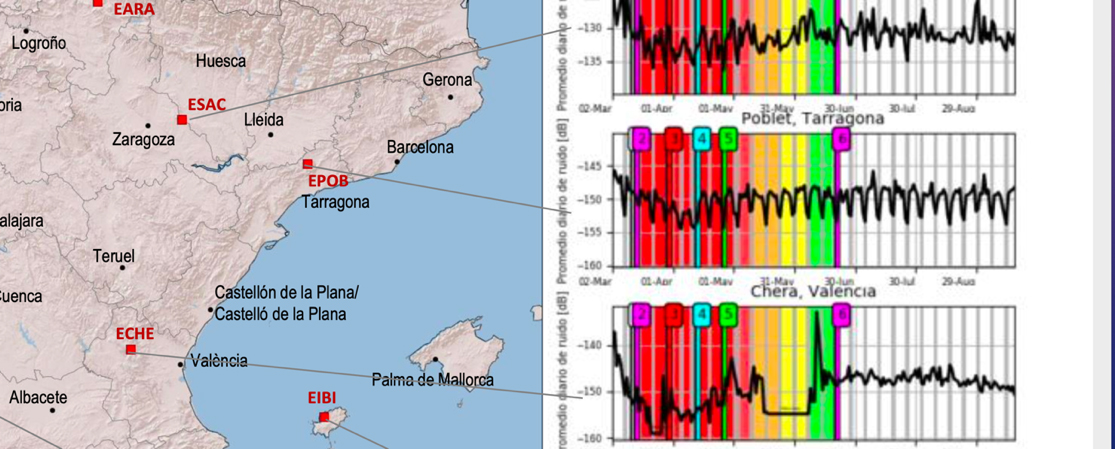 EARA
Logroño
Huesca
Gerona
oria
ESAC
Lleida
Zaragoza
Barcelona
EPOB
Tarragona
alajara
Teruel
Cuenca
Castellón de la Plana/
Castelló de la Plana
ECHE
València
Palma de Mallorca
Albacete
EIBI
Promedio diario de ruido [dB]
-130
-135
02-Mar 01-Apr 01-May 31-May 30-Jun 30-Jul 29-Aug
Poblet, Tarragona
Promedio diario de ruido [dB]
2 3 4 5 6
-145
-150
-155
-160
02-Mar 01-Apr 01-May 31-May 30-Jun 30-Jul 29-Aug
Chera, Valencia
romedio diario de ruido [dB]
2 3 4 5 6
-140
-150
-160